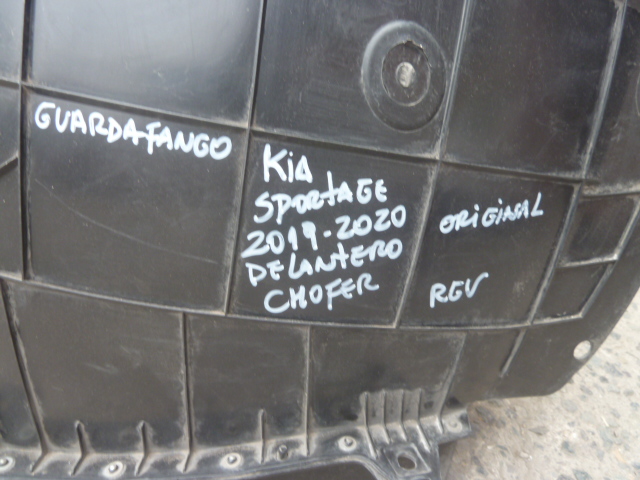 GUARDAFANGO
Kia
SPORTAGE
2019-2020
DELANTERO
CHOFER
ORIGINAL
REV